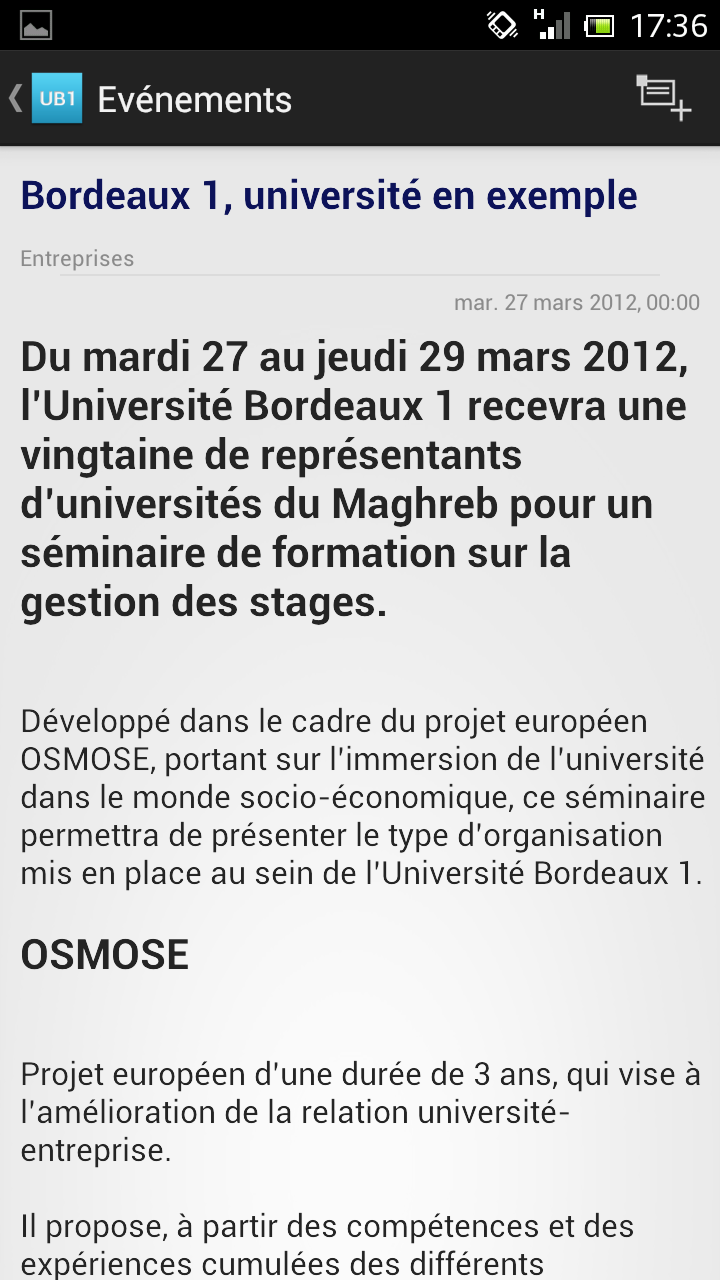 H 17:36
UB1 Evénements
Bordeaux 1, université en exemple
Entreprises
mar. 27 mars 2012, 00:00
Du mardi 27 au jeudi 29 mars 2012,
l'Université Bordeaux 1 recevra une
vingtaine de représentants
d'universités du Maghreb pour un
séminaire de formation sur la
gestion des stages.
Développé dans le cadre du projet européen
OSMOSE, portant sur l'immersion de l'université
dans le monde socio-économique, ce séminaire
permettra de présenter le type d'organisation
mis en place au sein de l'Université Bordeaux 1.
OSMOSE
Projet européen d'une durée de 3 ans, qui vise à
l'amélioration de la relation université-
entreprise.
Il propose, à partir des compétences et des
expériences cumulées des différents